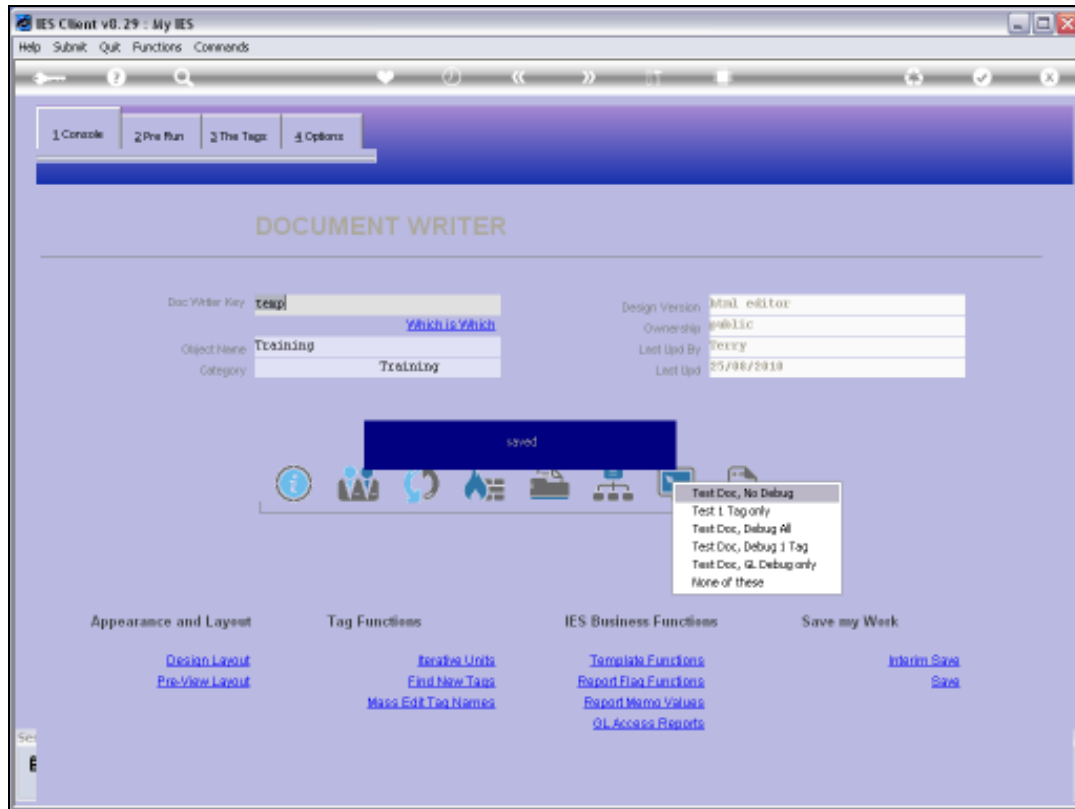 IES Client v8.29 : My IES
Help Submit Quit Functions Commands
1 Console 2 Pre Run 3 The Tags 4 Options
DOCUMENT WRITER
Doc Writer Key temp
Which is Which
Object Name Training
Category Training
Design Version html editor
Ownership public
Last Upd By Terry
Last Upd 25/08/2010
saved
Test Doc, No Debug
Test 1 Tag only
Test Doc, Debug All
Test Doc, Debug 1 Tag
Test Doc, GL Debug only
None of these
Appearance and Layout
Design Layout
Pre-View Layout
Tag Functions
Iterative Units
Find New Tags
Mass Edit Tag Names
IES Business Functions
Template Functions
Report Flag Functions
Report Memo Values
GL Access Reports
Save my Work
Interim Save
Save